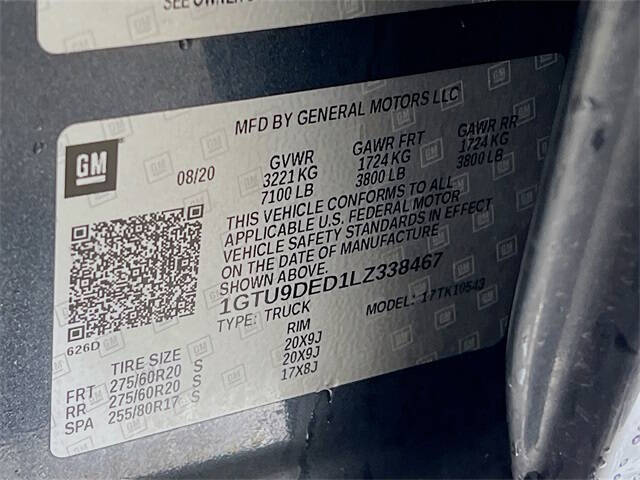 SEE OWNER
GM
MFD BY GENERAL MOTORS LLC
08/20
GVWR GAWR FRT GAWR RR
3221 KG 1724 KG 1724 KG
7100 LB 3800 LB 3800 LB
THIS VEHICLE CONFORMS TO ALL
APPLICABLE U.S. FEDERAL MOTOR
VEHICLE SAFETY STANDARDS IN EFFECT
ON THE DATE OF MANUFACTURE
SHOWN ABOVE.
1GTU9DED1LZ338467
TYPE: TRUCK MODEL: 17TK10543
626D
TIRE SIZE RIM
FRT 275/60R20 S 20X9J
RR 275/60R20 S 20X9J
SPA 255/80R17 S 17X8J